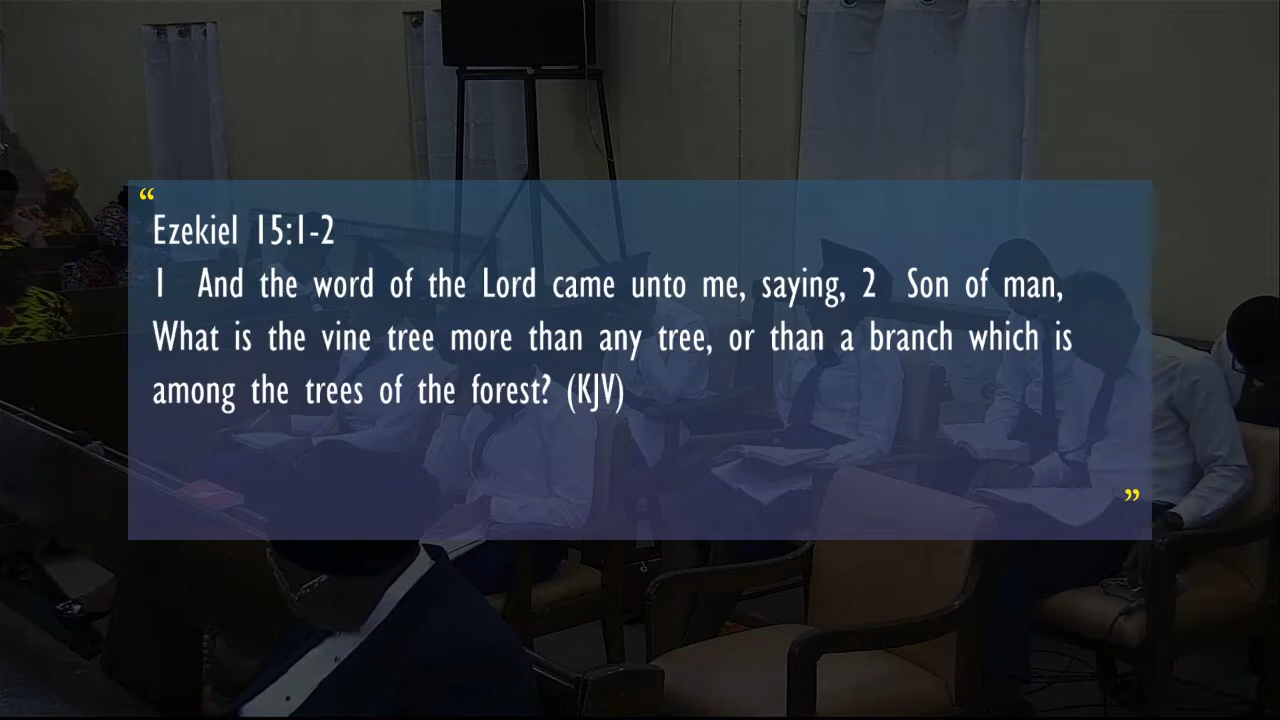 “
Ezekiel 15:1-2
1 And the word of the Lord came unto me, saying, 2 Son of man,
What is the vine tree more than any tree, or than a branch which is
among the trees of the forest? (KJV)
”